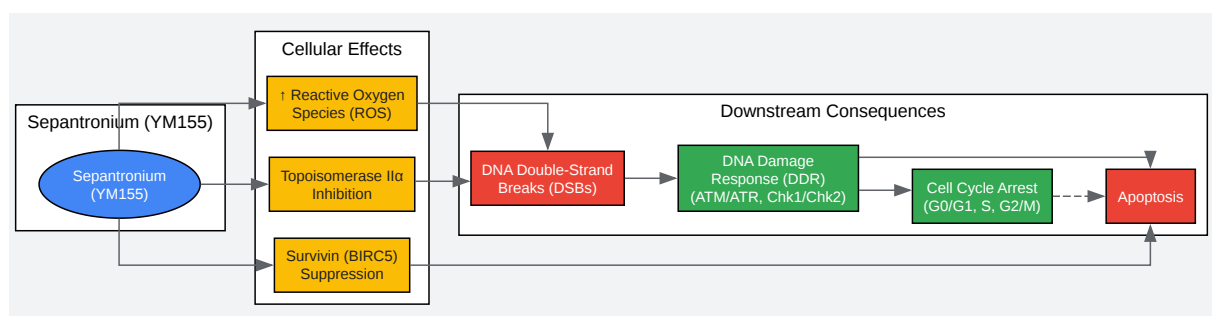 Sepantronium (YM155)
Sepantronium
(YM155)
Cellular Effects
↑ Reactive Oxygen
Species (ROS)
Topoisomerase IIα
Inhibition
Survivin (BIRC5)
Suppression
Downstream Consequences
DNA Double-Strand
Breaks (DSBs)
DNA Damage
Response (DDR)
(ATM/ATR, Chk1/Chk2)
Cell Cycle Arrest
(G0/G1, S, G2/M)
Apoptosis